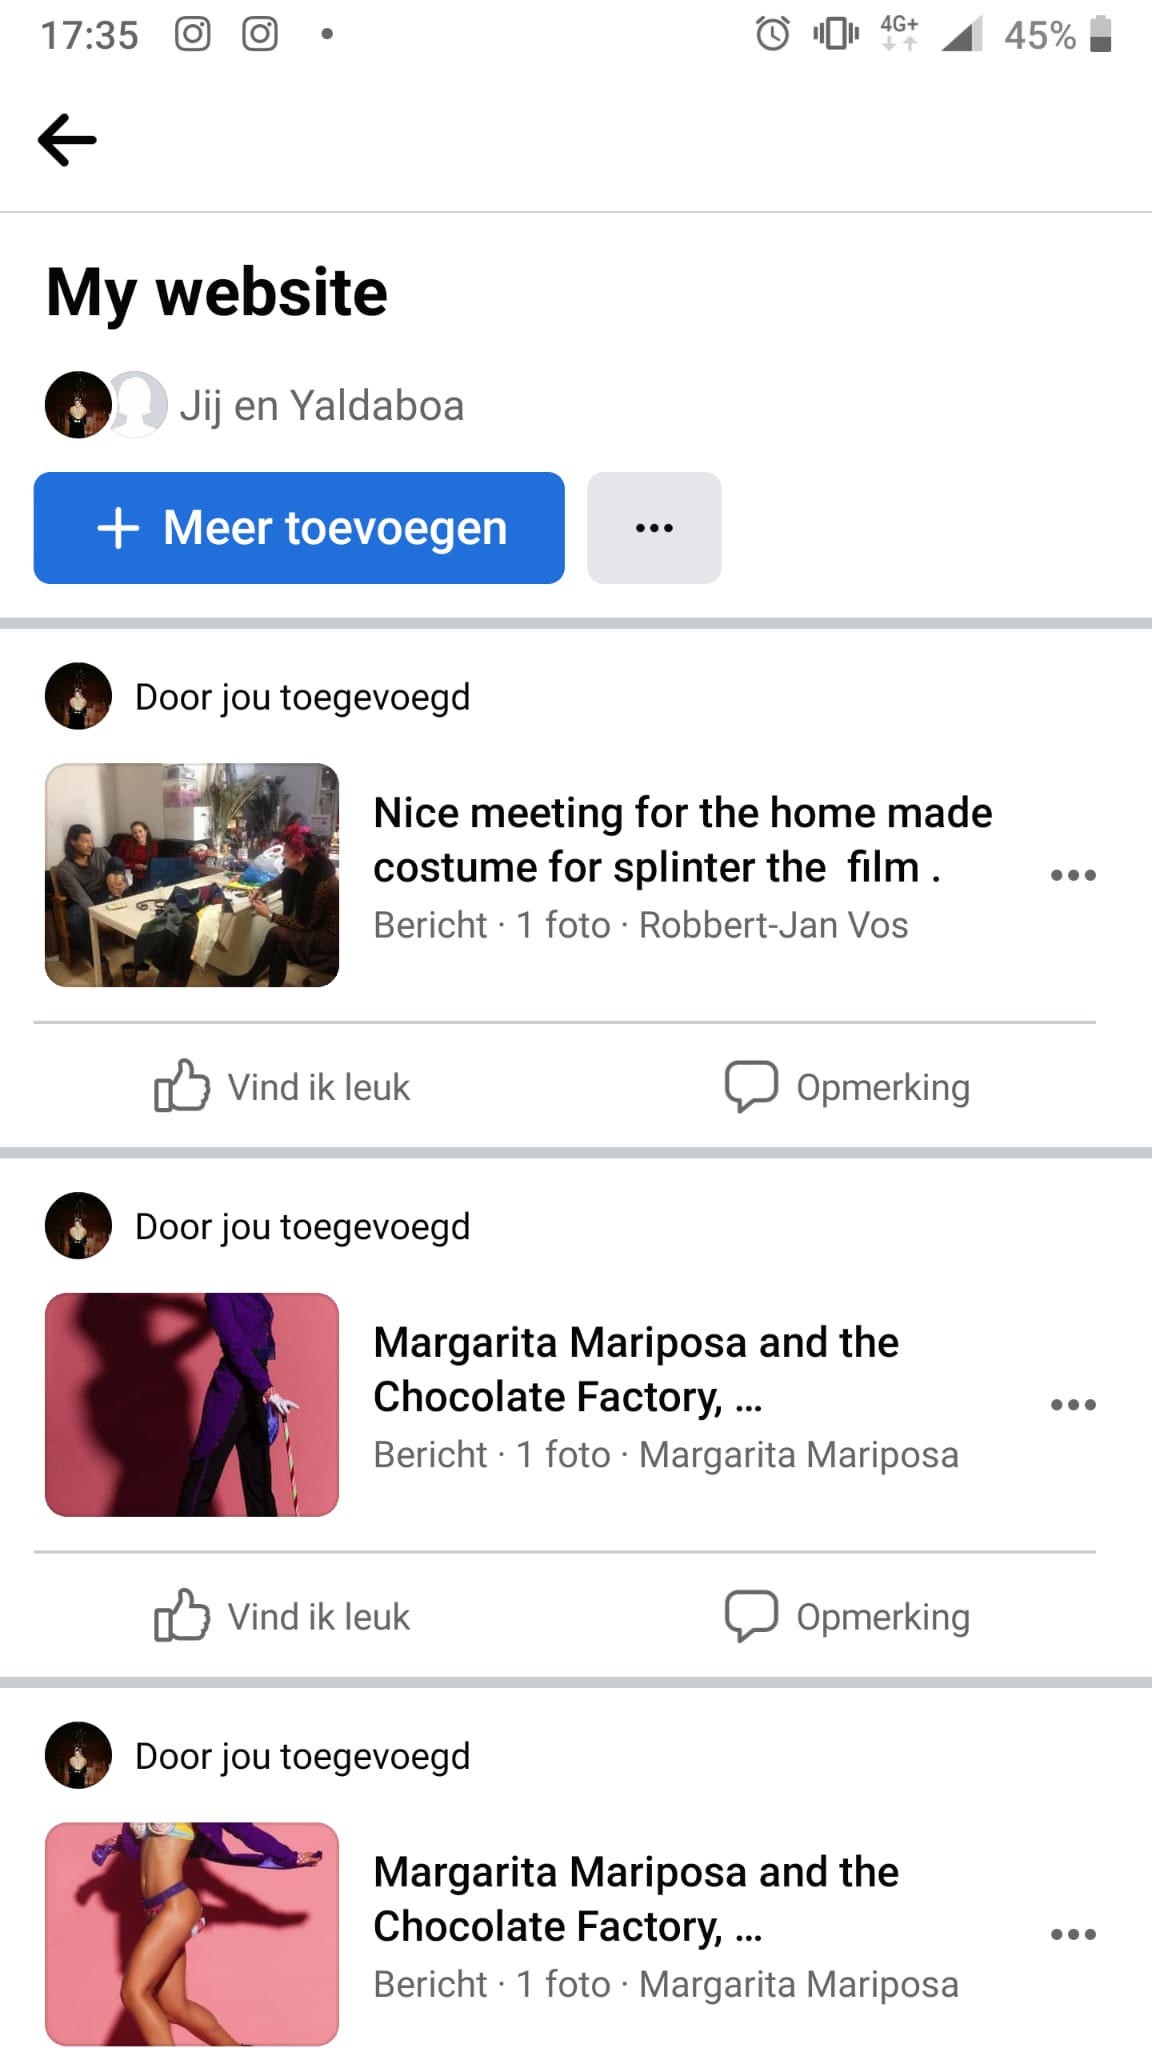 17:35 4G+ 45%
My website
Jij en Yaldaboa
+ Meer toevoegen
Door jou toegevoegd
Nice meeting for the home made
costume for splinter the film .
Bericht · 1 foto · Robbert-Jan Vos
Vind ik leuk Opmerking
Door jou toegevoegd
Margarita Mariposa and the
Chocolate Factory, ...
Bericht · 1 foto · Margarita Mariposa
Vind ik leuk Opmerking
Door jou toegevoegd
Margarita Mariposa and the
Chocolate Factory, ...
Bericht · 1 foto · Margarita Mariposa